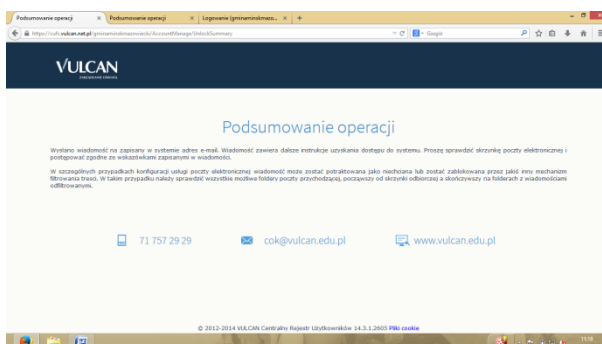 Podsumowanie operacji
Podsumowanie operacji
Logowanie (gminaminskmazo...
https://cufs.vulcan.net.pl/gminaminskmazowiecki/AccountManage/UnlockSummary
Google
VULCAN
Podsumowanie operacji
Wysłano wiadomość na zapisany w systemie adres e-mail. Wiadomość zawiera dalsze instrukcje uzyskania dostępu do systemu. Proszę sprawdzić skrzynkę poczty elektronicznej i
postępować zgodne ze wskazówkami zapisanymi w wiadomości.
W szczególnych przypadkach konfiguracji usługi poczty elektronicznej wiadomość może zostać potraktowana jako niechciana lub zostać zablokowana przez jakiś inny mechanizm
filtrowania treści. W takim przypadku należy sprawdzić wszystkie możliwe foldery poczty przychodzącej, począwszy od skrzynki odbiorczej a skończywszy na folderach z wiadomościami
odfiltrowanymi.
71 757 29 29
cok@vulcan.edu.pl
www.vulcan.edu.pl
© 2012-2014 VULCAN Centralny Rejestr Użytkowników 14.3.1.2603 Pliki cookie